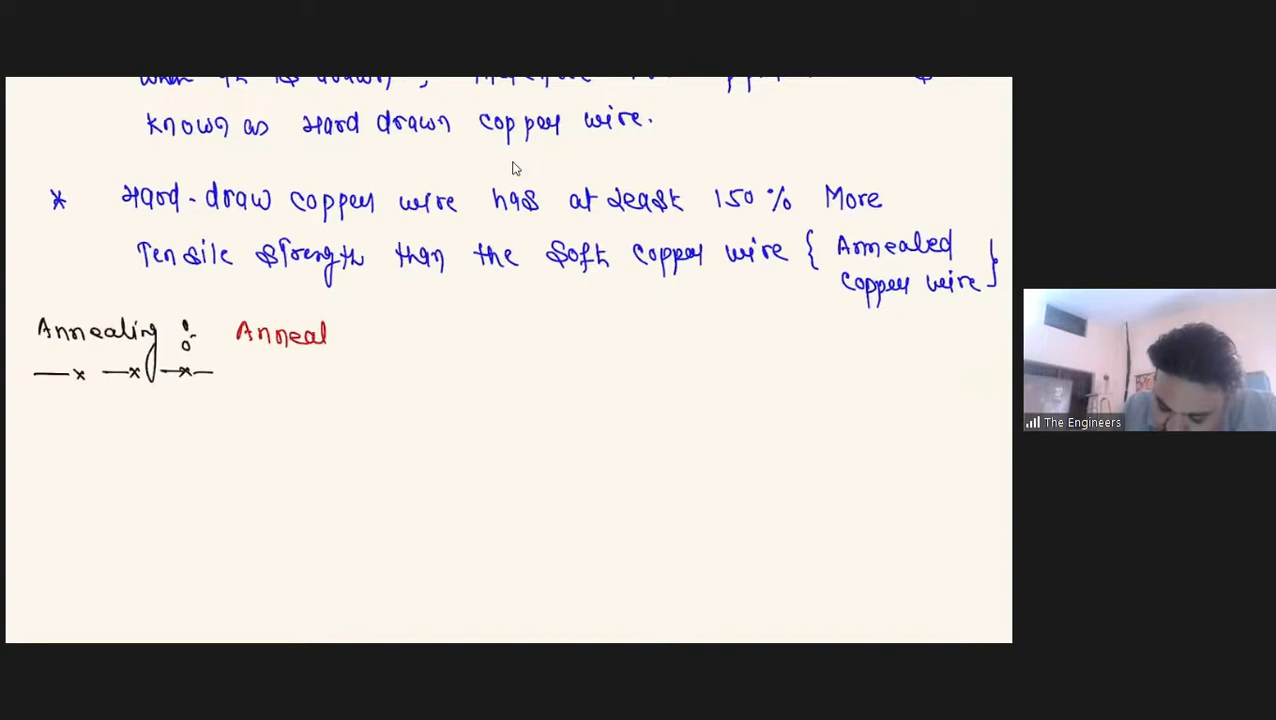 known as Hard drawn copper wire.
* Hard-draw copper wire has at least 150% More
Tensile strength than the soft copper wire { Annealed copper wire }
Annealing : Anneal
The Engineers